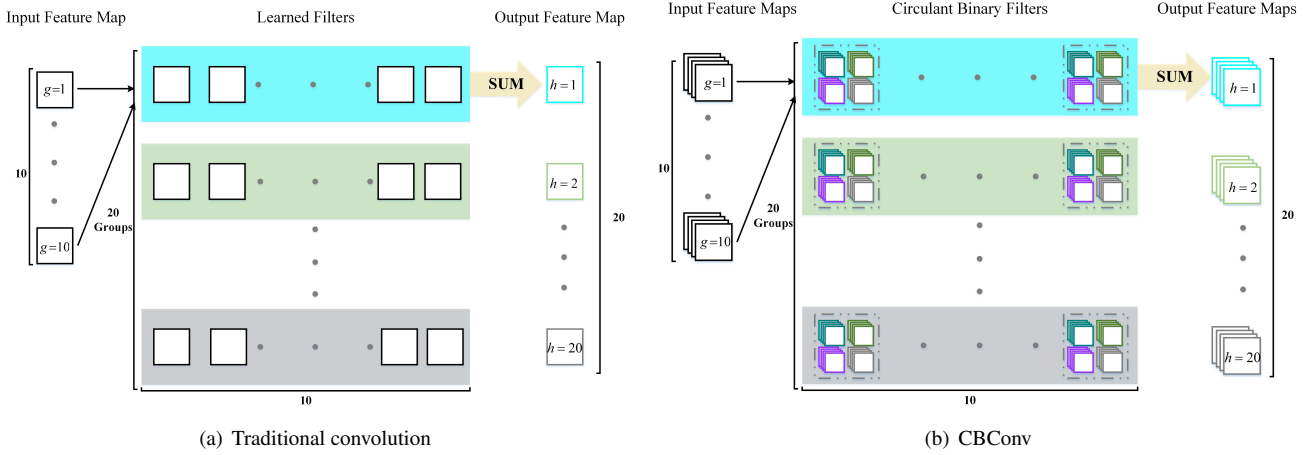 Input Feature Map
Learned Filters
Output Feature Map
g=1
SUM
h=1
10
h=2
20
20
Groups
g=10
h=20
10
(a) Traditional convolution
Input Feature Maps
Circulant Binary Filters
Output Feature Maps
g=1
SUM
h=1
10
h=2
20
20
Groups
g=10
h=20
10
(b) CBConv